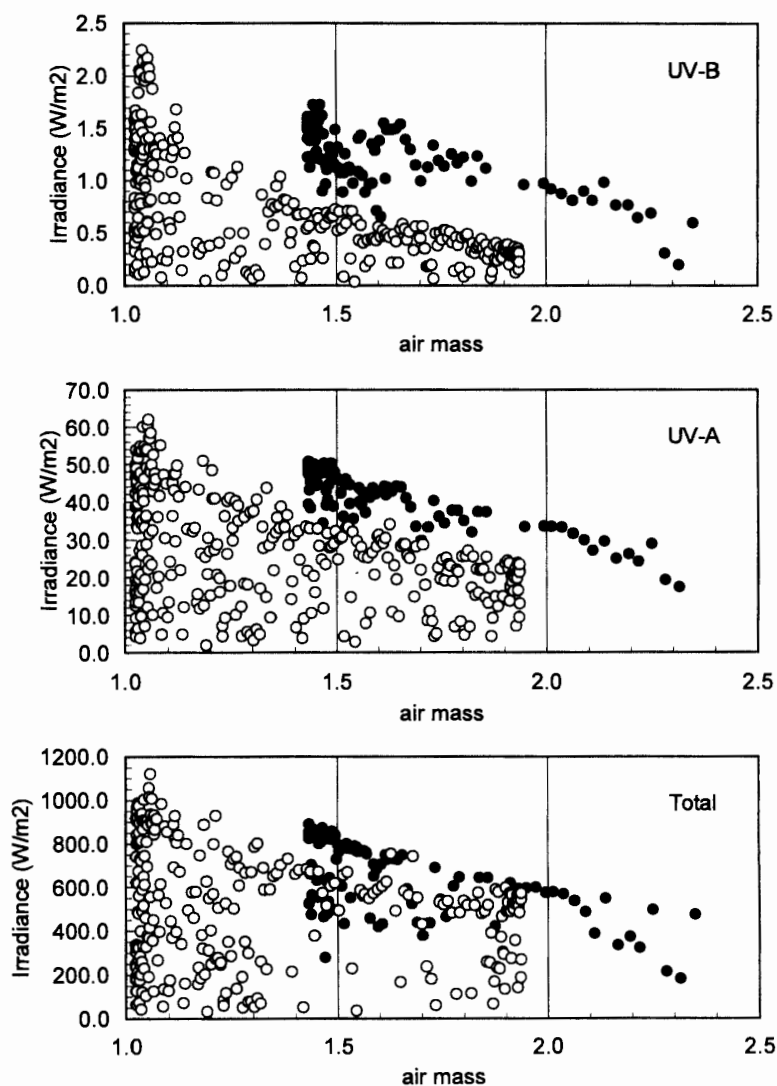 UV-B
Irradiance (W/m2)
2.5
2.0
1.5
1.0
0.5
0.0
1.0 1.5 2.0 2.5
air mass
UV-A
Irradiance (W/m2)
70.0
60.0
50.0
40.0
30.0
20.0
10.0
0.0
1.0 1.5 2.0 2.5
air mass
Total
Irradiance (W/m2)
1200.0
1000.0
800.0
600.0
400.0
200.0
0.0
1.0 1.5 2.0 2.5
air mass